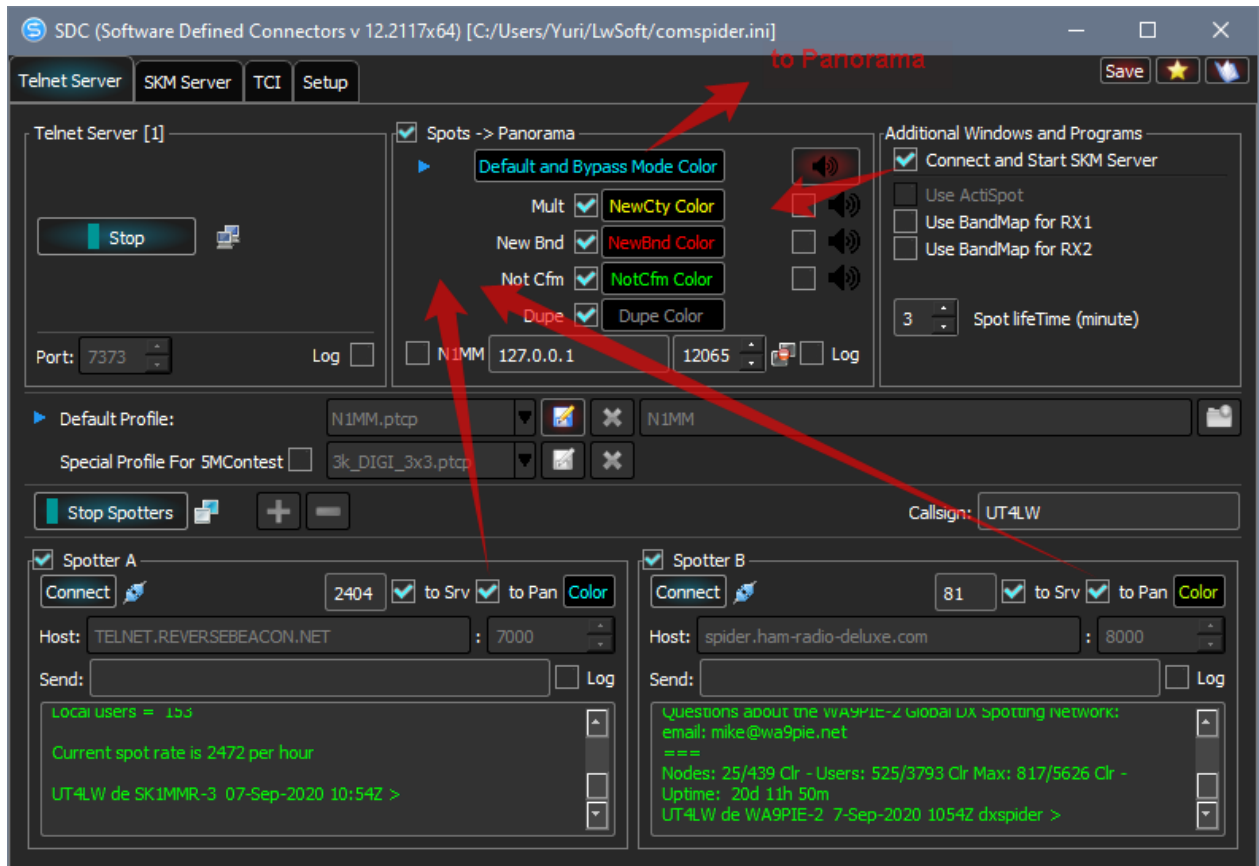 SDC (Software Defined Connectors v 12.2117x64) [C:/Users/Yuri/LwSoft/comspider.ini]
to Panorama
Telnet Server SKM Server TCI Setup Save
Telnet Server [1]
Stop
Port: 7373 Log
Spots -> Panorama
Default and Bypass Mode Color
Mult NewCty Color
New Bnd NewBnd Color
Not Cfm NotCfm Color
Dupe Dupe Color
N1MM 127.0.0.1 12065 Log
Additional Windows and Programs
Connect and Start SKM Server
Use ActiSpot
Use BandMap for RX1
Use BandMap for RX2
3 Spot lifeTime (minute)
Default Profile: N1MM.ptcp N1MM
Special Profile For 5MContest 3k_DIGI_3x3.ptcp
Stop Spotters Callsign: UT4LW
Spotter A
Connect 2404 to Srv to Pan Color
Host: TELNET.REVERSEBEACON.NET : 7000
Send: Log
Local users = 153
Current spot rate is 2472 per hour
UT4LW de SK1MMR-3 07-Sep-2020 10:54Z >
Spotter B
Connect 81 to Srv to Pan Color
Host: spider.ham-radio-deluxe.com : 8000
Send: Log
Questions about the WA9PIE-2 Global DX Spotting Network:
email: mike@wa9pie.net
===
Nodes: 25/439 Clr - Users: 525/3793 Clr Max: 817/5626 Clr -
Uptime: 20d 11h 50m
UT4LW de WA9PIE-2 7-Sep-2020 1054Z dxspider >